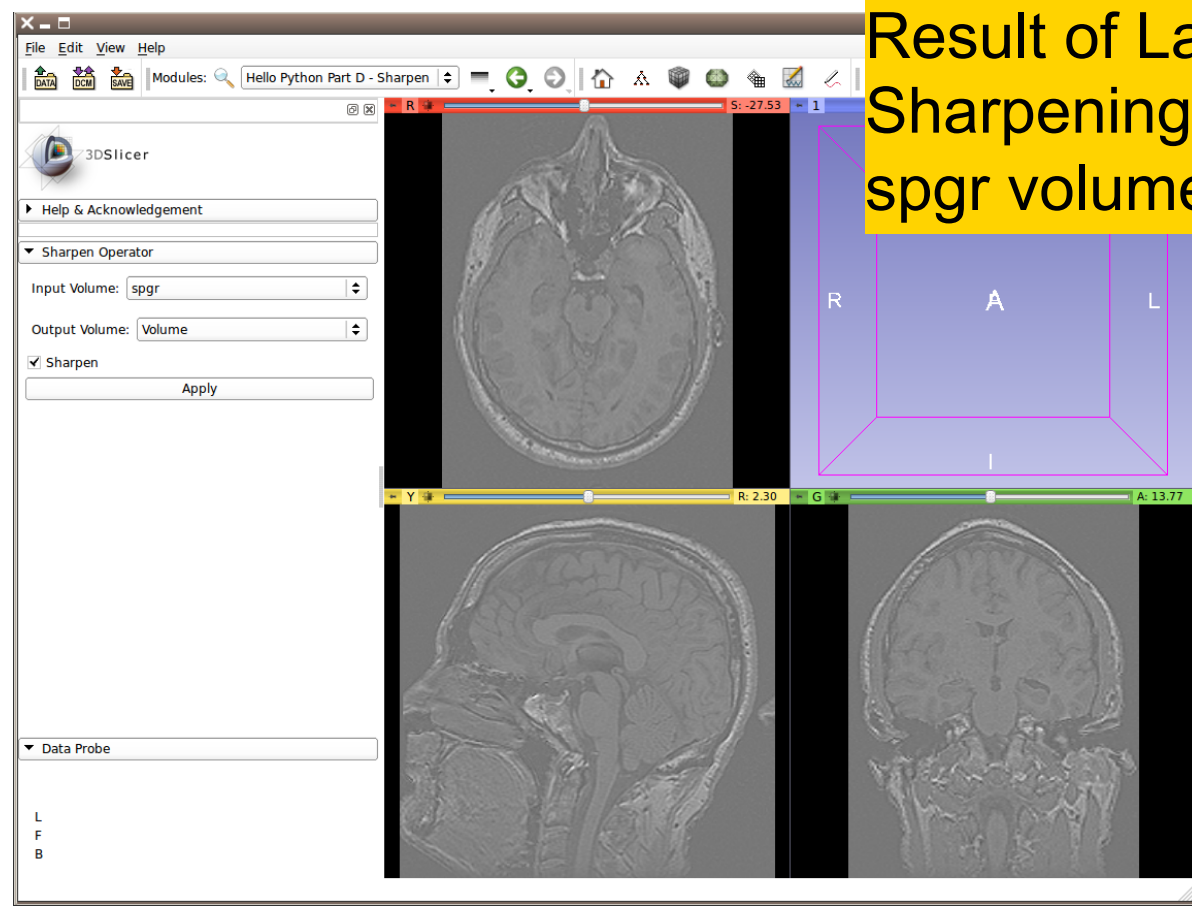 Result of La
Sharpening
spgr volume
File Edit View Help
DATA DCM SAVE Modules: Hello Python Part D - Sharpen
R S: -27.53 1
3DSlicer
Help & Acknowledgement
Sharpen Operator
Input Volume: spgr
Output Volume: Volume
Sharpen
Apply
R A L
I
Y R: 2.30 G A: 13.77
Data Probe
L
F
B